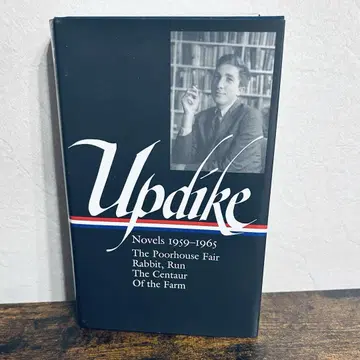 Updike
Novels 1959–1965
The Poorhouse Fair
Rabbit, Run
The Centaur
Of the Farm